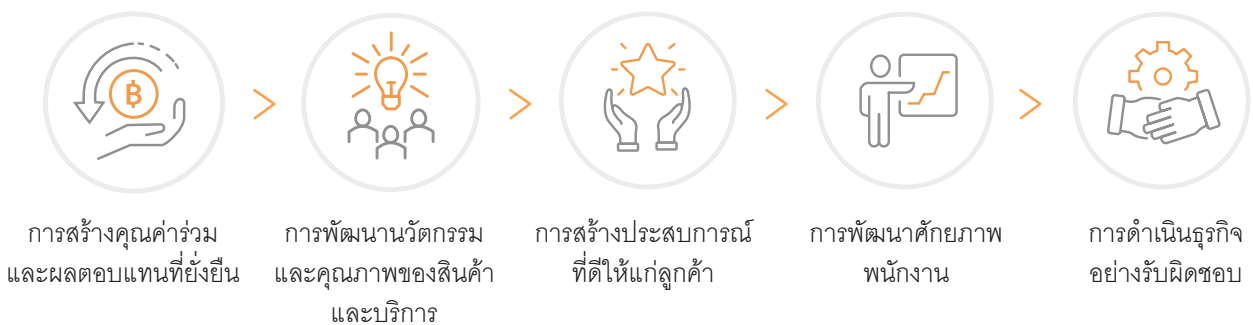 ฿
การสร้างคุณค่าร่วม
และผลตอบแทนที่ยั่งยืน
การพัฒนานวัตกรรม
และคุณภาพของสินค้า
และบริการ
การสร้างประสบการณ์
ที่ดีให้แก่ลูกค้า
การพัฒนาศักยภาพ
พนักงาน
การดำเนินธุรกิจ
อย่างรับผิดชอบ